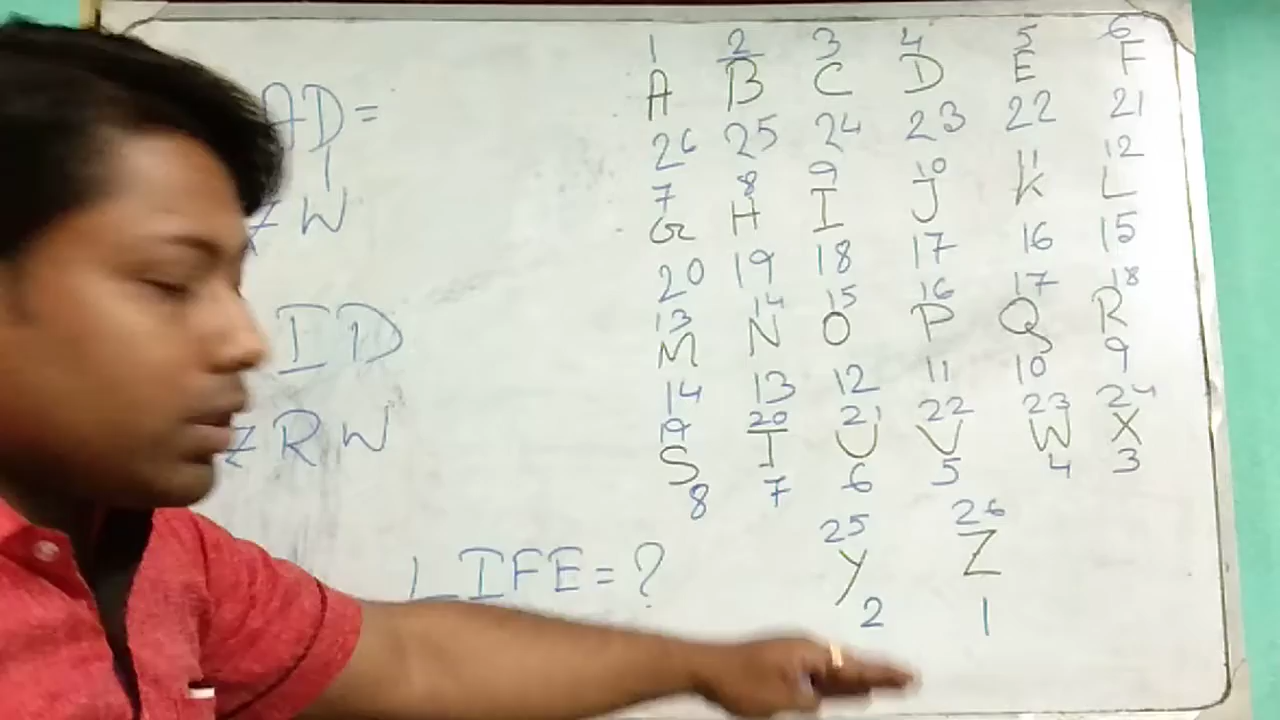 AD=
Z W
ID
Z R W
LIFE = ?
1 2 3 4 5 6
A B C D E F
26 25 24 23 22 21
7 8 9 10 11 12
G H I J K L
20 19 18 17 16 15
13 14 15 16 17 18
M N O P Q R
14 13 12 11 10 9
19 20 21 22 23 24
S T U V W X
8 7 6 5 4 3
25 26
Y Z
2 1